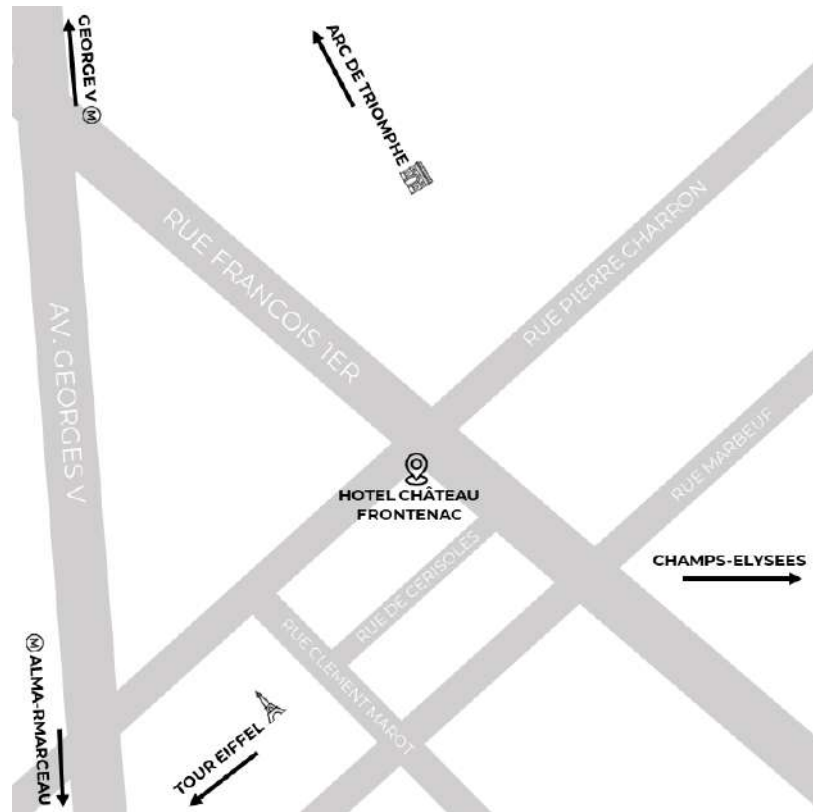 GEORGE V Ⓜ
ARC DE TRIOMPHE
RUE FRANCOIS 1ER
RUE PIERRE CHARRON
AV. GEORGES V
RUE MARBEUF
HOTEL CHÂTEAU
FRONTENAC
RUE DE CERISOLES
CHAMPS-ELYSEES
RUE CLEMENT MAROT
Ⓜ ALMA-RMARCEAU
TOUR EIFFEL